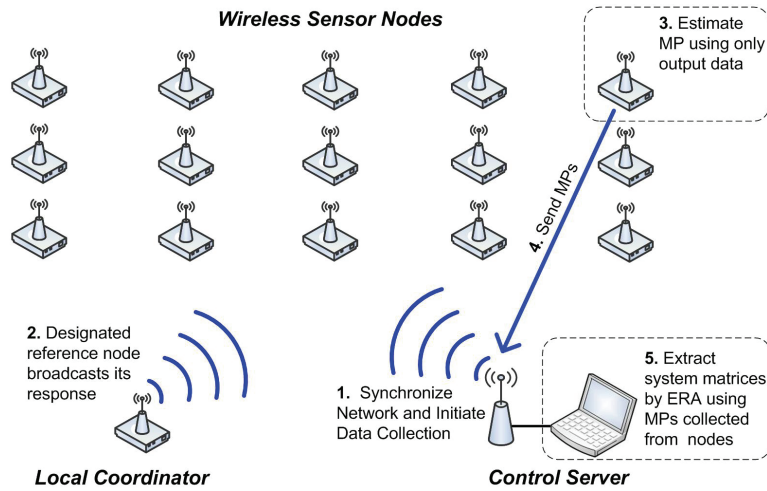 Wireless Sensor Nodes
3. Estimate
MP using only
output data
4. Send MPs
2. Designated
reference node
broadcasts its
response
1. Synchronize
Network and Initiate
Data Collection
5. Extract
system matrices
by ERA using
MPs collected
from nodes
Local Coordinator
Control Server